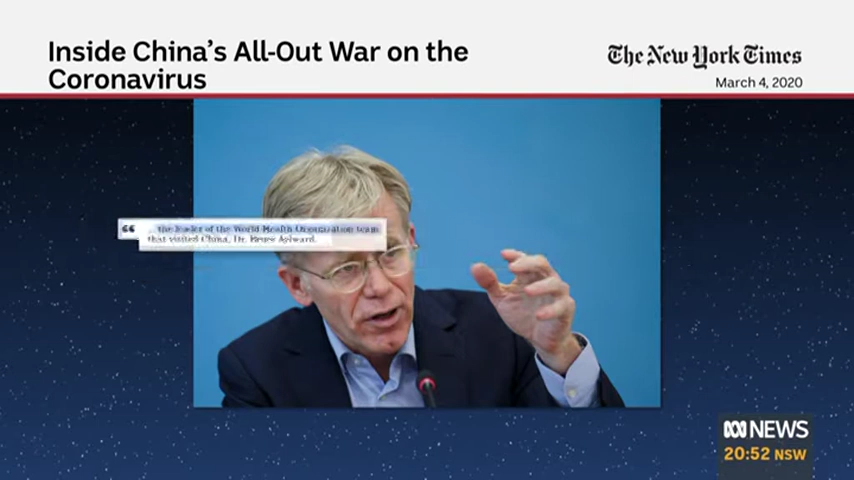 Inside China's All-Out War on the
Coronavirus
The New York Times
March 4, 2020
“ ... the leader of the World Health Organization team
that visited China, Dr. Bruce Aylward.
ABC NEWS
20:52 NSW